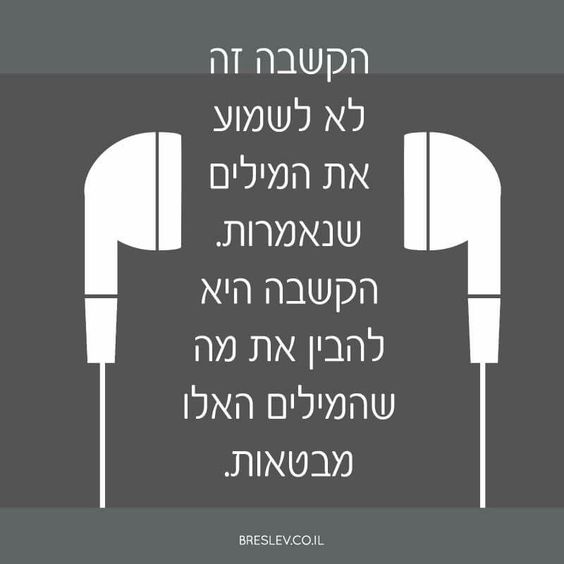 הקשבה זה
לא לשמוע
את המילים
שנאמרות.
הקשבה היא
להבין את מה
שהמילים האלו
מבטאות.
BRESLEV.CO.IL